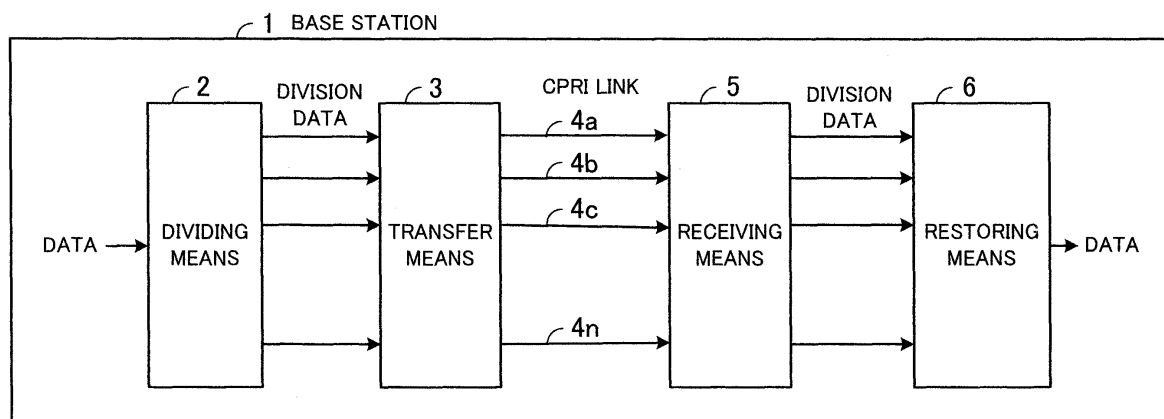 1 BASE STATION
2
DIVISION
DATA
3
CPRI LINK
4a
4b
4c
4n
5
DIVISION
DATA
6
DATA
DIVIDING
MEANS
TRANSFER
MEANS
RECEIVING
MEANS
RESTORING
MEANS
DATA